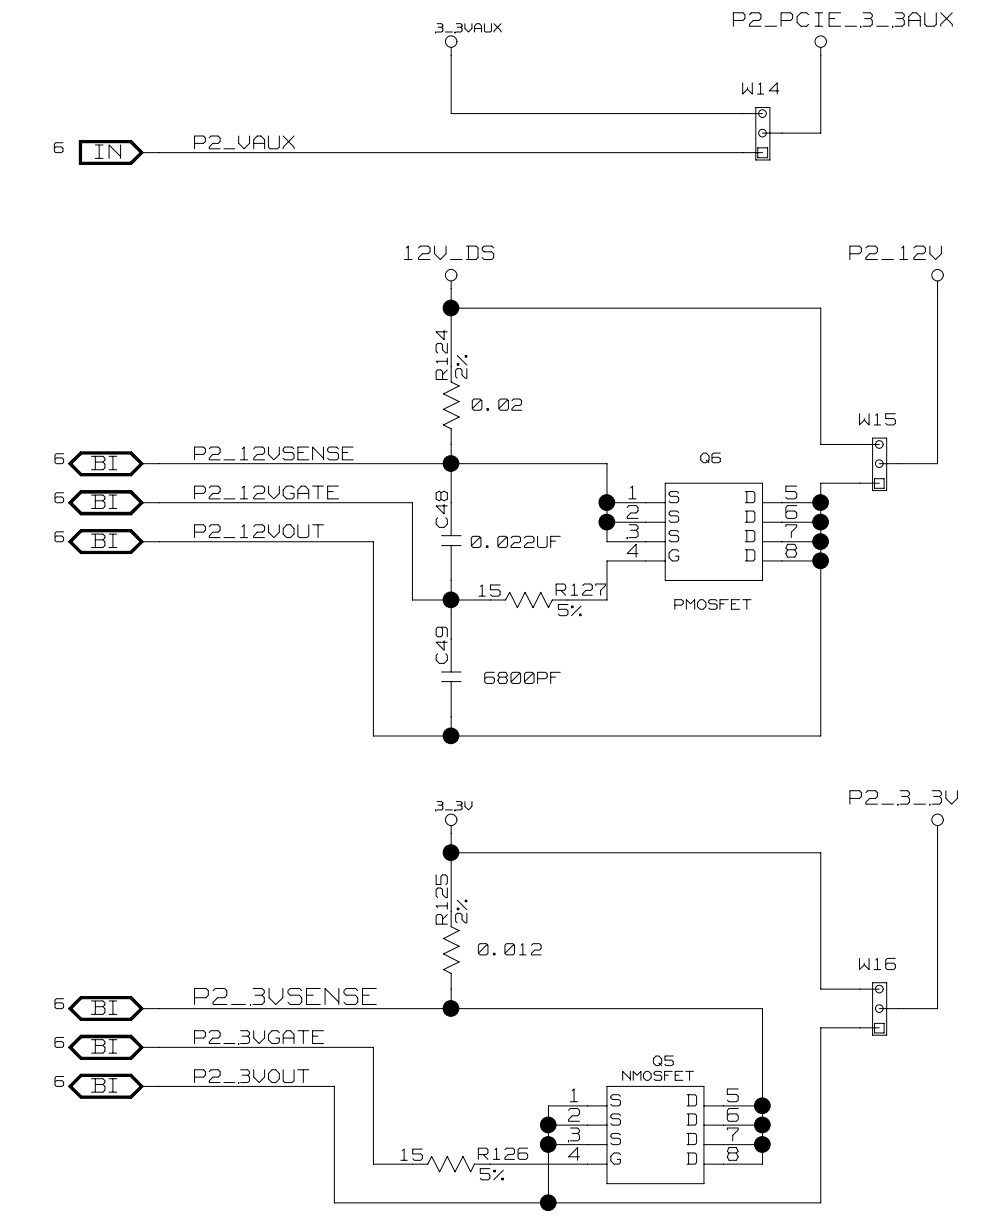 3_3VAUX
P2_PCIE_3_3AUX
W14
6 IN P2_VAUX
12V_DS
P2_12V
R124
2%
0.02
W15
6 BI P2_12VSENSE
Q6
6 BI P2_12VGATE
6 BI P2_12VOUT
C48
0.022UF
1 S D 5
2 S D 6
3 S D 7
4 G D 8
15 R127
5%
PMOSFET
C49
6800PF
3_3V
P2_3_3V
R125
2%
0.012
W16
6 BI P2_3VSENSE
6 BI P2_3VGATE
6 BI P2_3VOUT
Q5
NMOSFET
1 S D 5
2 S D 6
3 S D 7
4 G D 8
15 R126
5%